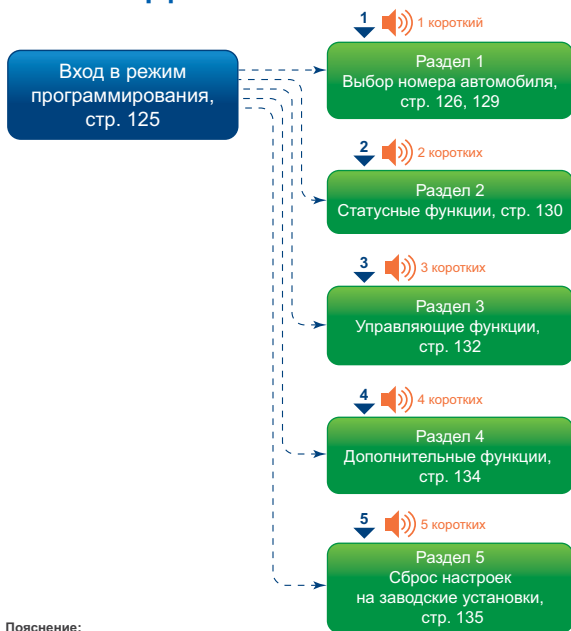 1 1 короткий
Вход в режим
программирования,
стр. 125
Раздел 1
Выбор номера автомобиля,
стр. 126, 129
2 2 коротких
Раздел 2
Статусные функции, стр. 130
3 3 коротких
Раздел 3
Управляющие функции,
стр. 132
4 4 коротких
Раздел 4
Дополнительные функции,
стр. 134
5 5 коротких
Раздел 5
Сброс настроек
на заводские установки,
стр. 135
Пояснение: